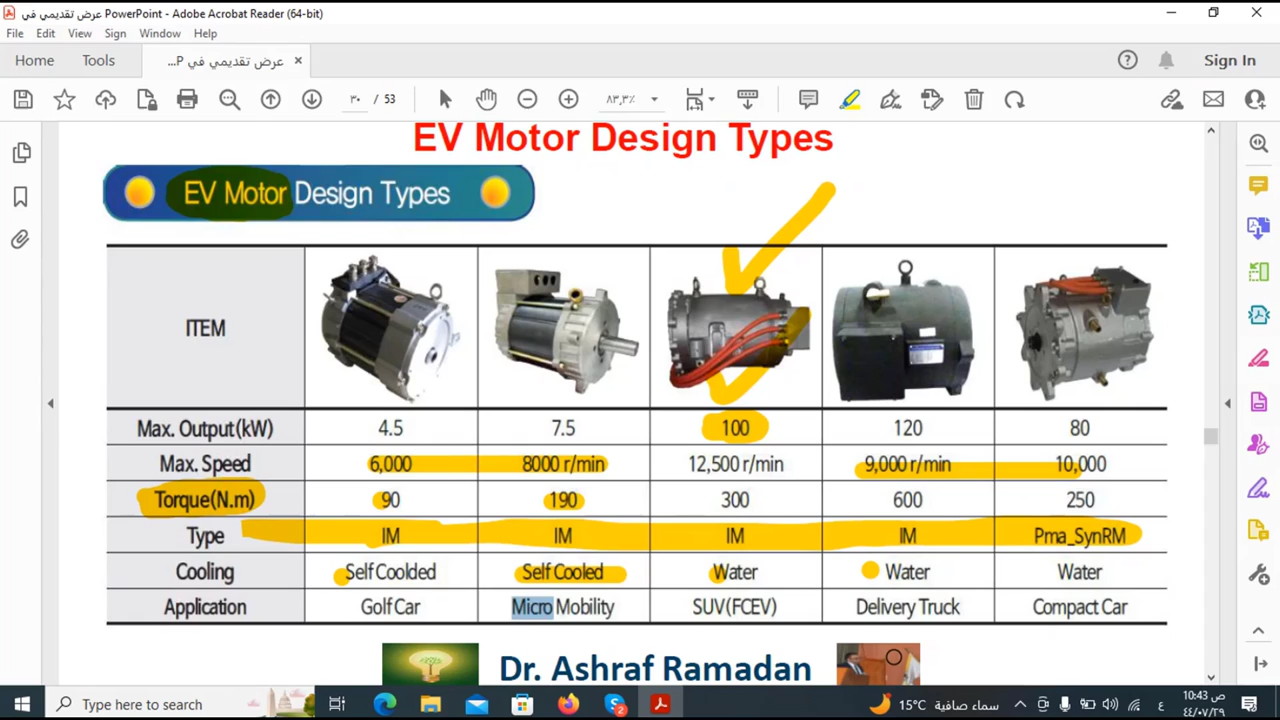 عرض تقديمي في PowerPoint - Adobe Acrobat Reader (64-bit)
File Edit View Sign Window Help
Home Tools عرض تقديمي في P... Sign In
٣٠ / 53 ٨٣,٣٪
EV Motor Design Types
EV Motor Design Types
ITEM
Max. Output(kW) 4.5 7.5 100 120 80
Max. Speed 6,000 8000 r/min 12,500 r/min 9,000 r/min 10,000
Torque(N.m) 90 190 300 600 250
Type IM IM IM IM Pma_SynRM
Cooling Self Coolded Self Cooled Water Water Water
Application Golf Car Micro Mobility SUV(FCEV) Delivery Truck Compact Car
Dr. Ashraf Ramadan
Type here to search 2 15°C سماء صافية ع 10:43 ص
٤٤/٠٧/٢٩